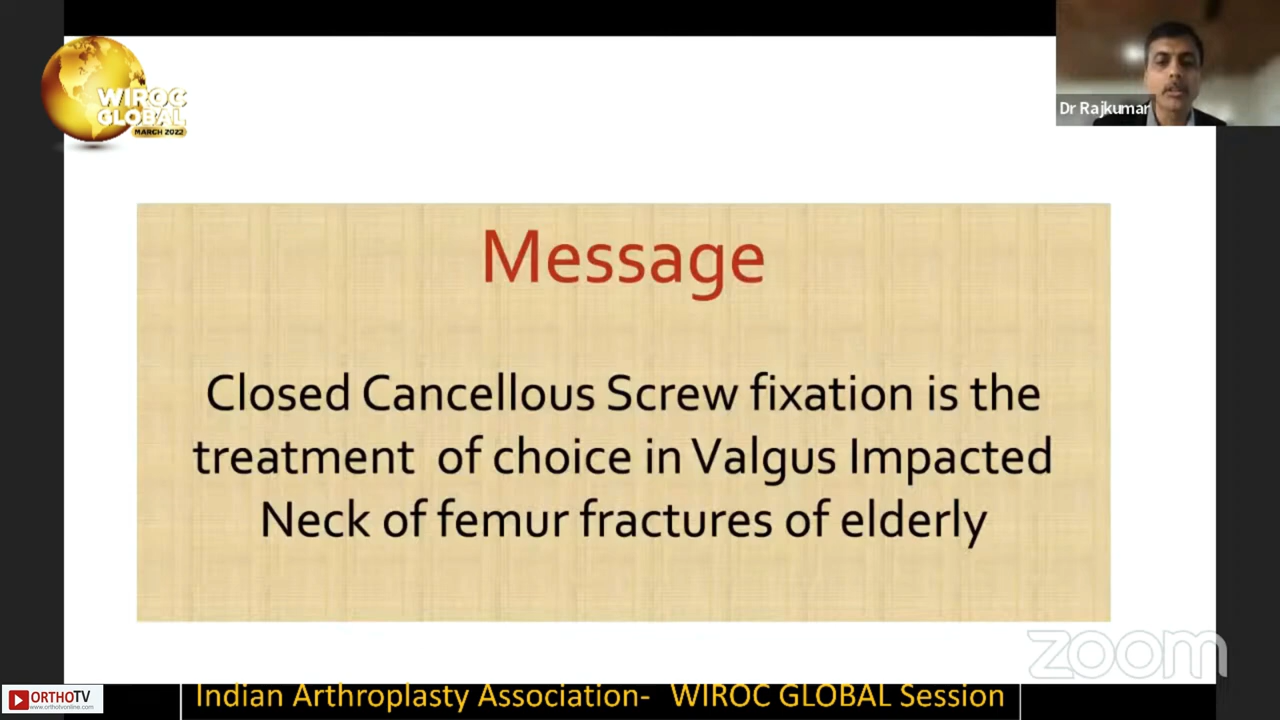 WIROC
GLOBAL
MARCH 2022
Dr Rajkumar
Message
Closed Cancellous Screw fixation is the
treatment of choice in Valgus Impacted
Neck of femur fractures of elderly
zoom
ORTHOTV
www.orthotvonline.com
Indian Arthroplasty Association- WIROC GLOBAL Session